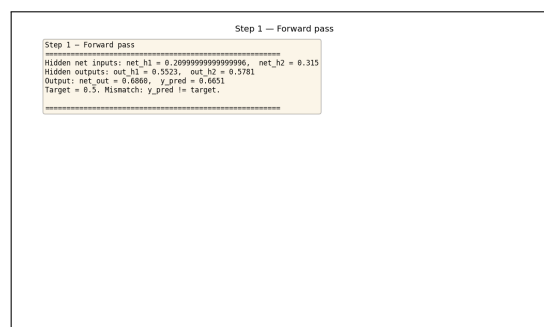 Step 1 — Forward pass
Step 1 — Forward pass
=======================================================
Hidden net inputs: net_h1 = 0.20999999999999996, net_h2 = 0.315
Hidden outputs: out_h1 = 0.5523, out_h2 = 0.5781
Output: net_out = 0.6860, y_pred = 0.6651
Target = 0.5. Mismatch: y_pred != target.
=======================================================